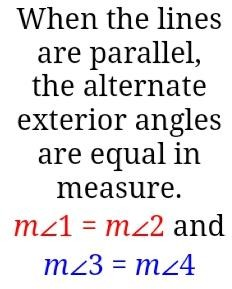 When the lines
are parallel,
the alternate
exterior angles
are equal in
measure.
m∠1 = m∠2 and
m∠3 = m∠4